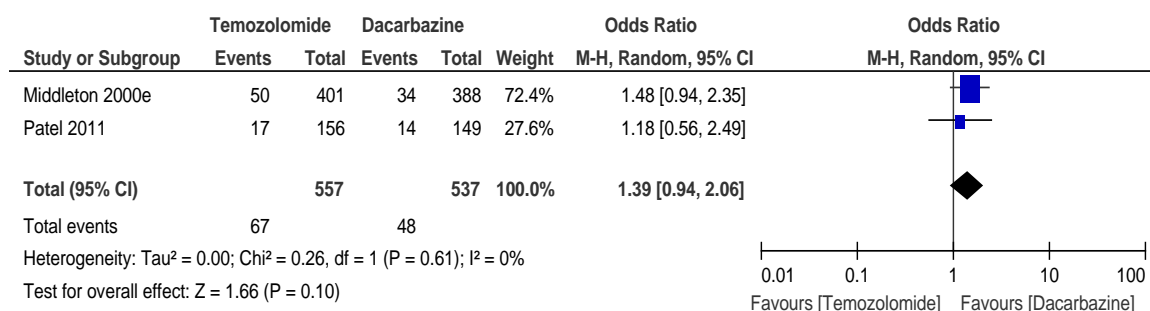 Temozolomide Dacarbazine Odds Ratio Odds Ratio
Study or Subgroup Events Total Events Total Weight M-H, Random, 95% CI M-H, Random, 95% CI
Middleton 2000e 50 401 34 388 72.4% 1.48 [0.94, 2.35]
Patel 2011 17 156 14 149 27.6% 1.18 [0.56, 2.49]
Total (95% CI) 557 537 100.0% 1.39 [0.94, 2.06]
Total events 67 48
Heterogeneity: Tau² = 0.00; Chi² = 0.26, df = 1 (P = 0.61); I² = 0%
Test for overall effect: Z = 1.66 (P = 0.10)
0.01 0.1 1 10 100
Favours [Temozolomide] Favours [Dacarbazine]